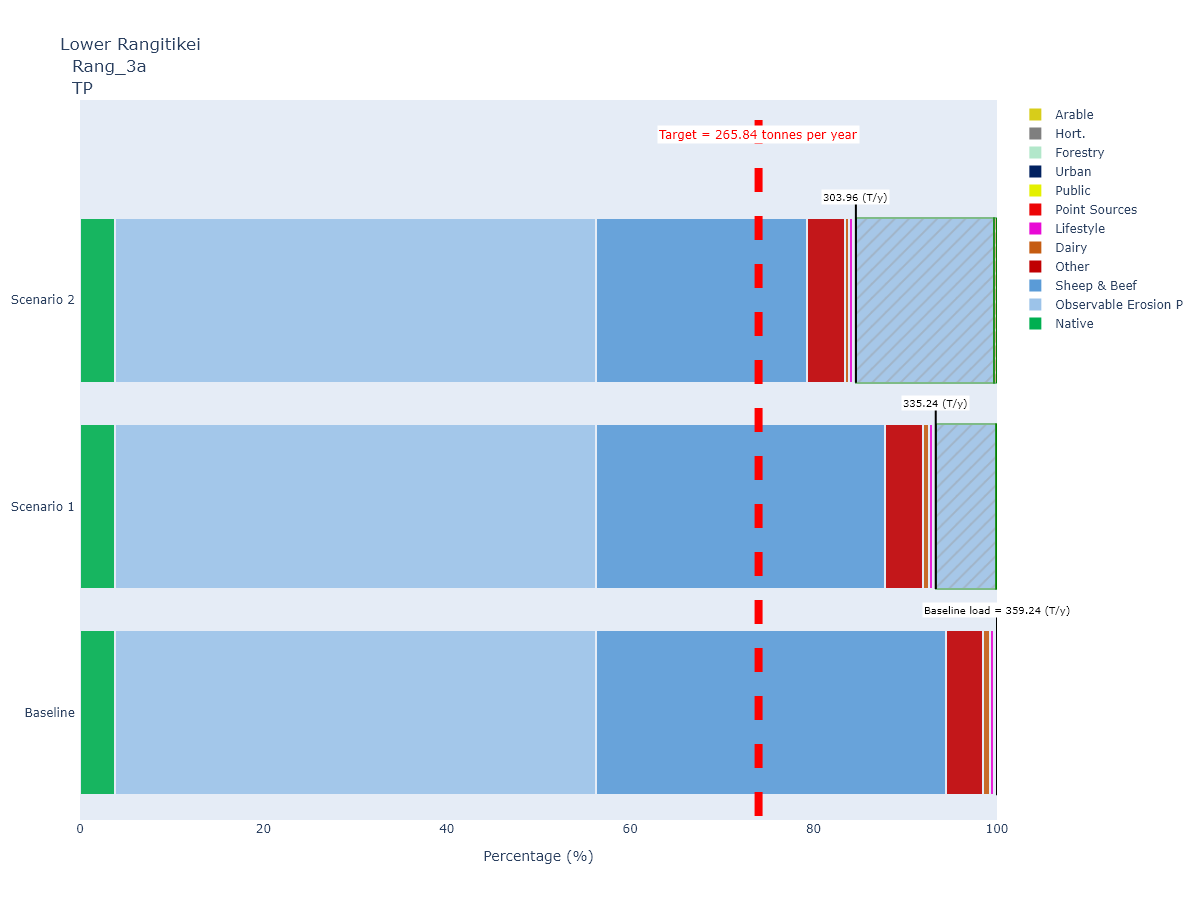 Lower Rangitikei
Rang_3a
TP
Target = 265.84 tonnes per year
303.96 (T/y)
Scenario 2
335.24 (T/y)
Scenario 1
Baseline load = 359.24 (T/y)
Baseline
0 20 40 60 80 100
Percentage (%)
Arable
Hort.
Forestry
Urban
Public
Point Sources
Lifestyle
Dairy
Other
Sheep & Beef
Observable Erosion P
Native